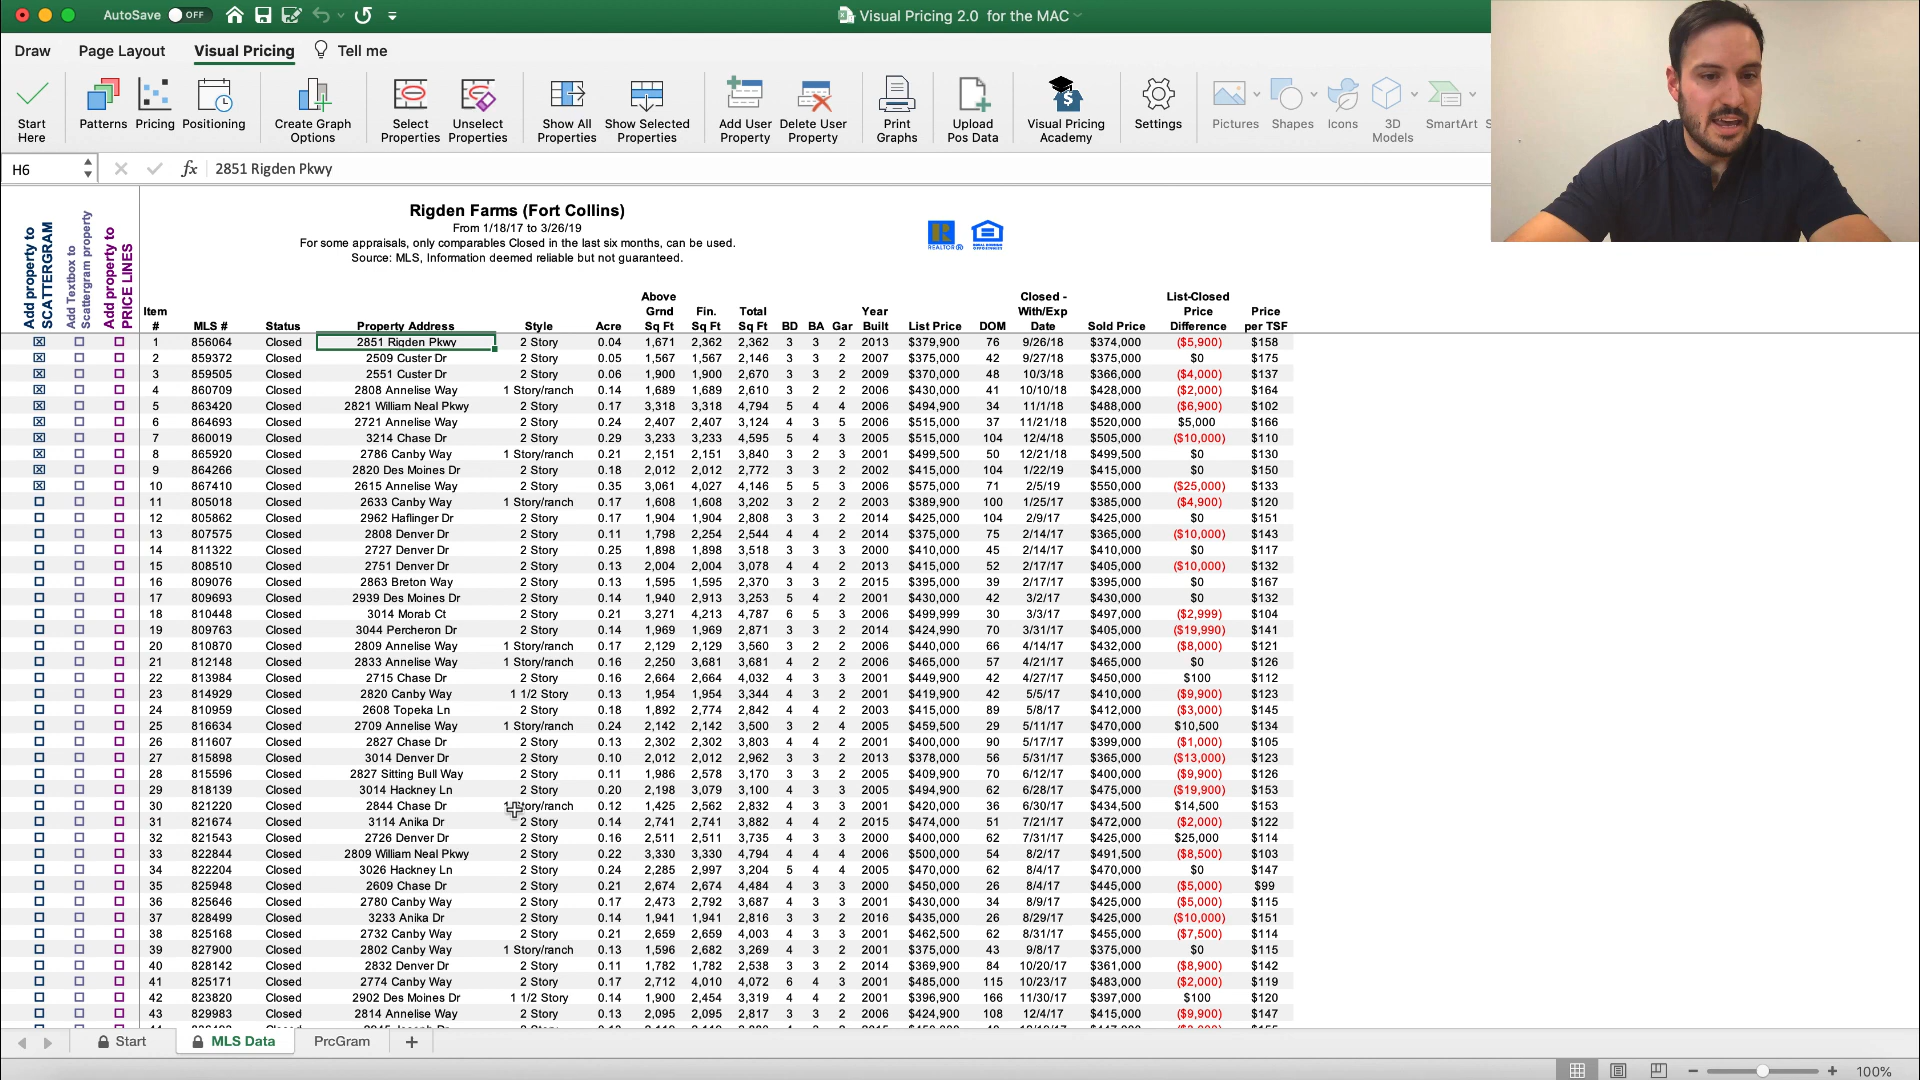 AutoSave OFF
Visual Pricing 2.0 for the MAC
Draw Page Layout Visual Pricing Tell me
Start Here
Patterns
Pricing
Positioning
Create Graph Options
Select Properties
Unselect Properties
Show All Properties
Show Selected Properties
Add User Property
Delete User Property
Print Graphs
Upload Pos Data
Visual Pricing Academy
Settings
Pictures
Shapes
Icons
3D Models
SmartArt
H6 fx 2851 Rigden Pkwy
Add property to SCATTERGRAM
Add Textbox to Scattergram property
Add property to PRICE LINES
Rigden Farms (Fort Collins)
From 1/18/17 to 3/26/19
For some appraisals, only comparables Closed in the last six months, can be used.
Source: MLS, Information deemed reliable but not guaranteed.
REALTOR®
Item # MLS # Status Property Address Style Acre Above Grnd Sq Ft Fin. Sq Ft Total Sq Ft BD BA Gar Year Built List Price DOM Closed - With/Exp Date Sold Price List-Closed Price Difference Price per TSF
1 856064 Closed 2851 Rigden Pkwy 2 Story 0.04 1,671 2,362 2,362 3 3 2 2013 $379,900 76 9/26/18 $374,000 ($5,900) $158
2 859372 Closed 2509 Custer Dr 2 Story 0.05 1,567 1,567 2,146 3 3 2 2007 $375,000 42 9/27/18 $375,000 $0 $175
3 859505 Closed 2551 Custer Dr 2 Story 0.06 1,900 1,900 2,670 3 3 2 2009 $370,000 48 10/3/18 $366,000 ($4,000) $137
4 860709 Closed 2808 Annelise Way 1 Story/ranch 0.14 1,689 1,689 2,610 3 2 2 2006 $430,000 41 10/10/18 $428,000 ($2,000) $164
5 863420 Closed 2821 William Neal Pkwy 2 Story 0.17 3,318 3,318 4,794 5 4 4 2006 $494,900 34 11/1/18 $488,000 ($6,900) $102
6 864693 Closed 2721 Annelise Way 2 Story 0.24 2,407 2,407 3,124 4 3 5 2006 $515,000 37 11/21/18 $520,000 $5,000 $166
7 860019 Closed 3214 Chase Dr 2 Story 0.29 3,233 3,233 4,595 5 4 3 2005 $515,000 104 12/4/18 $505,000 ($10,000) $110
8 865920 Closed 2786 Canby Way 1 Story/ranch 0.21 2,151 2,151 3,840 3 2 3 2001 $499,500 50 12/21/18 $499,500 $0 $130
9 864266 Closed 2820 Des Moines Dr 2 Story 0.18 2,012 2,012 2,772 3 3 2 2002 $415,000 104 1/22/19 $415,000 $0 $150
10 867410 Closed 2615 Annelise Way 2 Story 0.35 3,061 4,027 4,146 5 5 3 2006 $575,000 71 2/5/19 $550,000 ($25,000) $133
11 805018 Closed 2633 Canby Way 1 Story/ranch 0.17 1,608 1,608 3,202 3 2 2 2003 $389,900 100 1/25/17 $385,000 ($4,900) $120
12 805862 Closed 2962 Haflinger Dr 2 Story 0.17 1,904 1,904 2,808 3 3 2 2014 $425,000 104 2/9/17 $425,000 $0 $151
13 807575 Closed 2808 Denver Dr 2 Story 0.11 1,798 2,254 2,544 4 4 2 2014 $375,000 75 2/14/17 $365,000 ($10,000) $143
14 811322 Closed 2727 Denver Dr 2 Story 0.25 1,898 1,898 3,518 3 3 3 2000 $410,000 45 2/14/17 $410,000 $0 $117
15 808510 Closed 2751 Denver Dr 2 Story 0.13 2,004 2,004 3,078 4 4 2 2013 $415,000 52 2/17/17 $405,000 ($10,000) $132
16 809076 Closed 2863 Breton Way 2 Story 0.13 1,595 1,595 2,370 3 3 2 2015 $395,000 39 2/17/17 $395,000 $0 $167
17 809693 Closed 2939 Des Moines Dr 2 Story 0.14 1,940 2,913 3,253 5 4 2 2001 $430,000 42 3/2/17 $430,000 $0 $132
18 810448 Closed 3014 Morab Ct 2 Story 0.21 3,271 4,213 4,787 6 5 3 2006 $499,999 30 3/3/17 $497,000 ($2,999) $104
19 809763 Closed 3044 Percheron Dr 2 Story 0.14 1,969 1,969 2,871 3 3 2 2014 $424,990 70 3/31/17 $405,000 ($19,990) $141
20 810870 Closed 2809 Annelise Way 1 Story/ranch 0.17 2,129 2,129 3,560 3 2 2 2006 $440,000 66 4/14/17 $432,000 ($8,000) $121
21 812148 Closed 2833 Annelise Way 1 Story/ranch 0.16 2,250 3,681 3,681 4 2 2 2006 $465,000 57 4/21/17 $465,000 $0 $126
22 813984 Closed 2715 Chase Dr 2 Story 0.16 2,664 2,664 4,032 4 3 3 2001 $449,900 42 4/27/17 $450,000 $100 $112
23 814929 Closed 2820 Canby Way 1 1/2 Story 0.13 1,954 1,954 3,344 4 3 2 2001 $419,900 42 5/5/17 $410,000 ($9,900) $123
24 810959 Closed 2608 Topeka Ln 2 Story 0.18 1,892 2,774 2,842 4 4 2 2003 $415,000 89 5/8/17 $412,000 ($3,000) $145
25 816634 Closed 2709 Annelise Way 1 Story/ranch 0.24 2,142 2,142 3,500 3 2 4 2005 $459,500 29 5/11/17 $470,000 $10,500 $134
26 811607 Closed 2827 Chase Dr 2 Story 0.13 2,302 2,302 3,803 4 4 2 2001 $400,000 90 5/17/17 $399,000 ($1,000) $105
27 815898 Closed 3014 Denver Dr 2 Story 0.10 2,012 2,012 2,962 3 3 2 2013 $378,000 56 5/31/17 $365,000 ($13,000) $123
28 815596 Closed 2827 Sitting Bull Way 2 Story 0.11 1,986 2,578 3,170 3 3 2 2005 $409,900 70 6/12/17 $400,000 ($9,900) $126
29 818139 Closed 3014 Hackney Ln 2 Story 0.20 2,198 3,079 3,100 4 3 3 2005 $494,900 62 6/28/17 $475,000 ($19,900) $153
30 821220 Closed 2844 Chase Dr Story/ranch 0.12 1,425 2,562 2,832 4 3 3 2001 $420,000 36 6/30/17 $434,500 $14,500 $153
31 821674 Closed 3114 Anika Dr 2 Story 0.14 2,741 2,741 3,882 4 4 2 2015 $474,000 51 7/21/17 $472,000 ($2,000) $122
32 821543 Closed 2726 Denver Dr 2 Story 0.16 2,511 2,511 3,735 4 3 3 2000 $400,000 62 7/31/17 $425,000 $25,000 $114
33 822844 Closed 2809 William Neal Pkwy 2 Story 0.22 3,330 3,330 4,794 4 4 4 2006 $500,000 54 8/2/17 $491,500 ($8,500) $103
34 822204 Closed 3026 Hackney Ln 2 Story 0.24 2,285 2,997 3,204 5 4 4 2005 $470,000 62 8/4/17 $470,000 $0 $147
35 825948 Closed 2609 Chase Dr 2 Story 0.21 2,674 2,674 4,484 4 3 3 2000 $450,000 26 8/4/17 $445,000 ($5,000) $99
36 825646 Closed 2780 Canby Way 2 Story 0.17 2,473 2,792 3,687 4 3 3 2001 $430,000 34 8/9/17 $425,000 ($5,000) $115
37 828499 Closed 3233 Anika Dr 2 Story 0.14 1,941 1,941 2,816 3 3 2 2016 $435,000 26 8/29/17 $425,000 ($10,000) $151
38 825168 Closed 2732 Canby Way 2 Story 0.21 2,659 2,659 4,003 4 3 3 2001 $462,500 62 8/31/17 $455,000 ($7,500) $114
39 827900 Closed 2802 Canby Way 1 Story/ranch 0.13 1,596 2,682 3,269 4 3 2 2001 $375,000 43 9/8/17 $375,000 $0 $115
40 828142 Closed 2832 Denver Dr 2 Story 0.11 1,782 1,782 2,538 3 3 2 2014 $369,900 84 10/20/17 $361,000 ($8,900) $142
41 825171 Closed 2774 Canby Way 2 Story 0.17 2,712 4,010 4,072 6 4 3 2001 $485,000 115 10/23/17 $483,000 ($2,000) $119
42 823820 Closed 2902 Des Moines Dr 1 1/2 Story 0.14 1,900 2,454 3,319 4 4 2 2001 $396,900 166 11/30/17 $397,000 $100 $120
43 829983 Closed 2814 Annelise Way 2 Story 0.13 2,095 2,095 2,817 3 3 2 2006 $424,900 108 12/4/17 $415,000 ($9,900) $147
Start MLS Data PrcGram +
100%